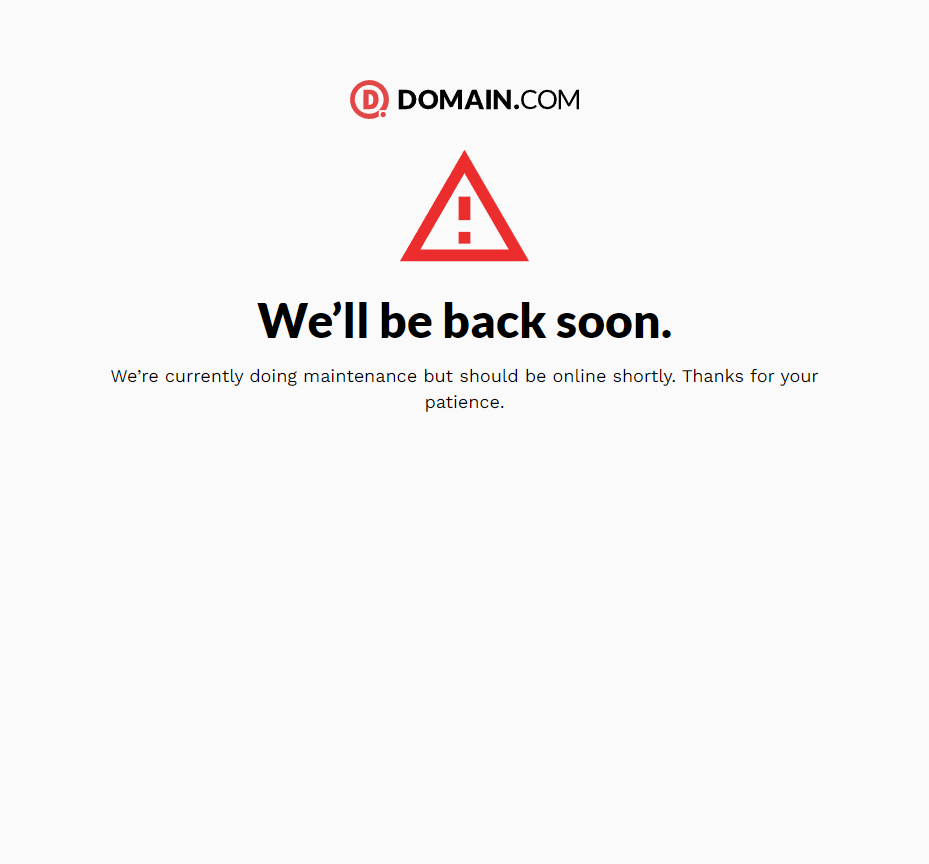 DOMAIN.COM
We’ll be back soon.
We’re currently doing maintenance but should be online shortly. Thanks for your
patience.